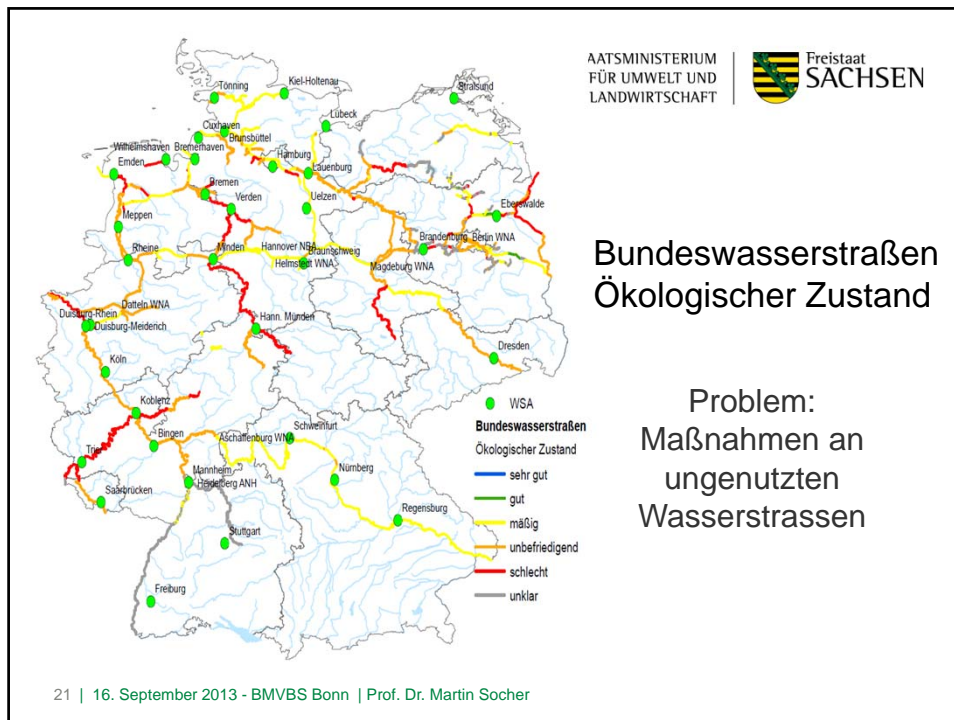 AATSMINISTERIUM
FÜR UMWELT UND
LANDWIRTSCHAFT
Freistaat
SACHSEN
Bundeswasserstraßen
Ökologischer Zustand
Problem:
Maßnahmen an
ungenutzten
Wasserstrassen
Tönning
Kiel-Holtenau
Stralsund
Lübeck
Cuxhaven
Brunsbüttel
Wilhelmshaven
Bremerhaven
Hamburg
Emden
Lauenburg
Bremen
Uelzen
Verden
Eberswalde
Meppen
Brandenburg
Berlin WNA
Rheine
Minden
Hannover NBA
Braunschweig
Helmstedt WNA
Magdeburg WNA
Datteln WNA
Duisburg-Rhein
Duisburg-Meiderich
Hann. Münden
Dresden
Köln
Koblenz
Bingen
Aschaffenburg WNA
Schweinfurt
Trier
Mannheim
Heidelberg ANH
Nürnberg
Saarbrücken
Regensburg
Stuttgart
Freiburg
WSA
Bundeswasserstraßen
Ökologischer Zustand
sehr gut
gut
mäßig
unbefriedigend
schlecht
unklar
21 | 16. September 2013 - BMVBS Bonn | Prof. Dr. Martin Socher